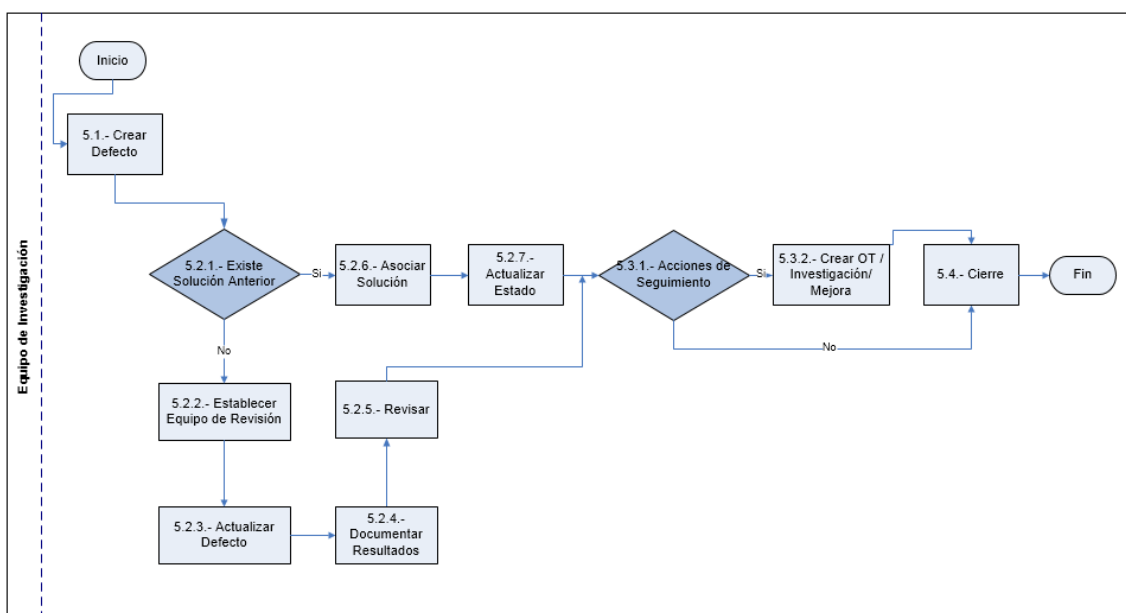 Equipo de Investigación
Inicio
5.1.- Crear
Defecto
5.2.1.- Existe
Solución Anterior
Si
5.2.6.- Asociar
Solución
5.2.7.-
Actualizar
Estado
5.3.1.- Acciones de
Seguimiento
Si
5.3.2.- Crear OT /
Investigación/
Mejora
5.4.- Cierre
Fin
No
No
5.2.2.- Establecer
Equipo de Revisión
5.2.5.- Revisar
5.2.3.- Actualizar
Defecto
5.2.4.-
Documentar
Resultados